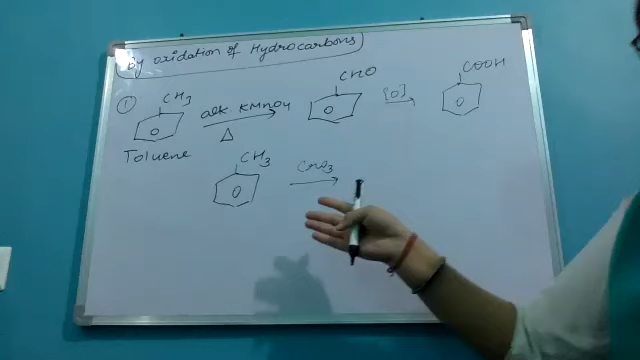 By oxidation of Hydrocarbons
① CH3 alk. KMnO4 Δ CHO [O] COOH
Toluene
CH3 CrO3